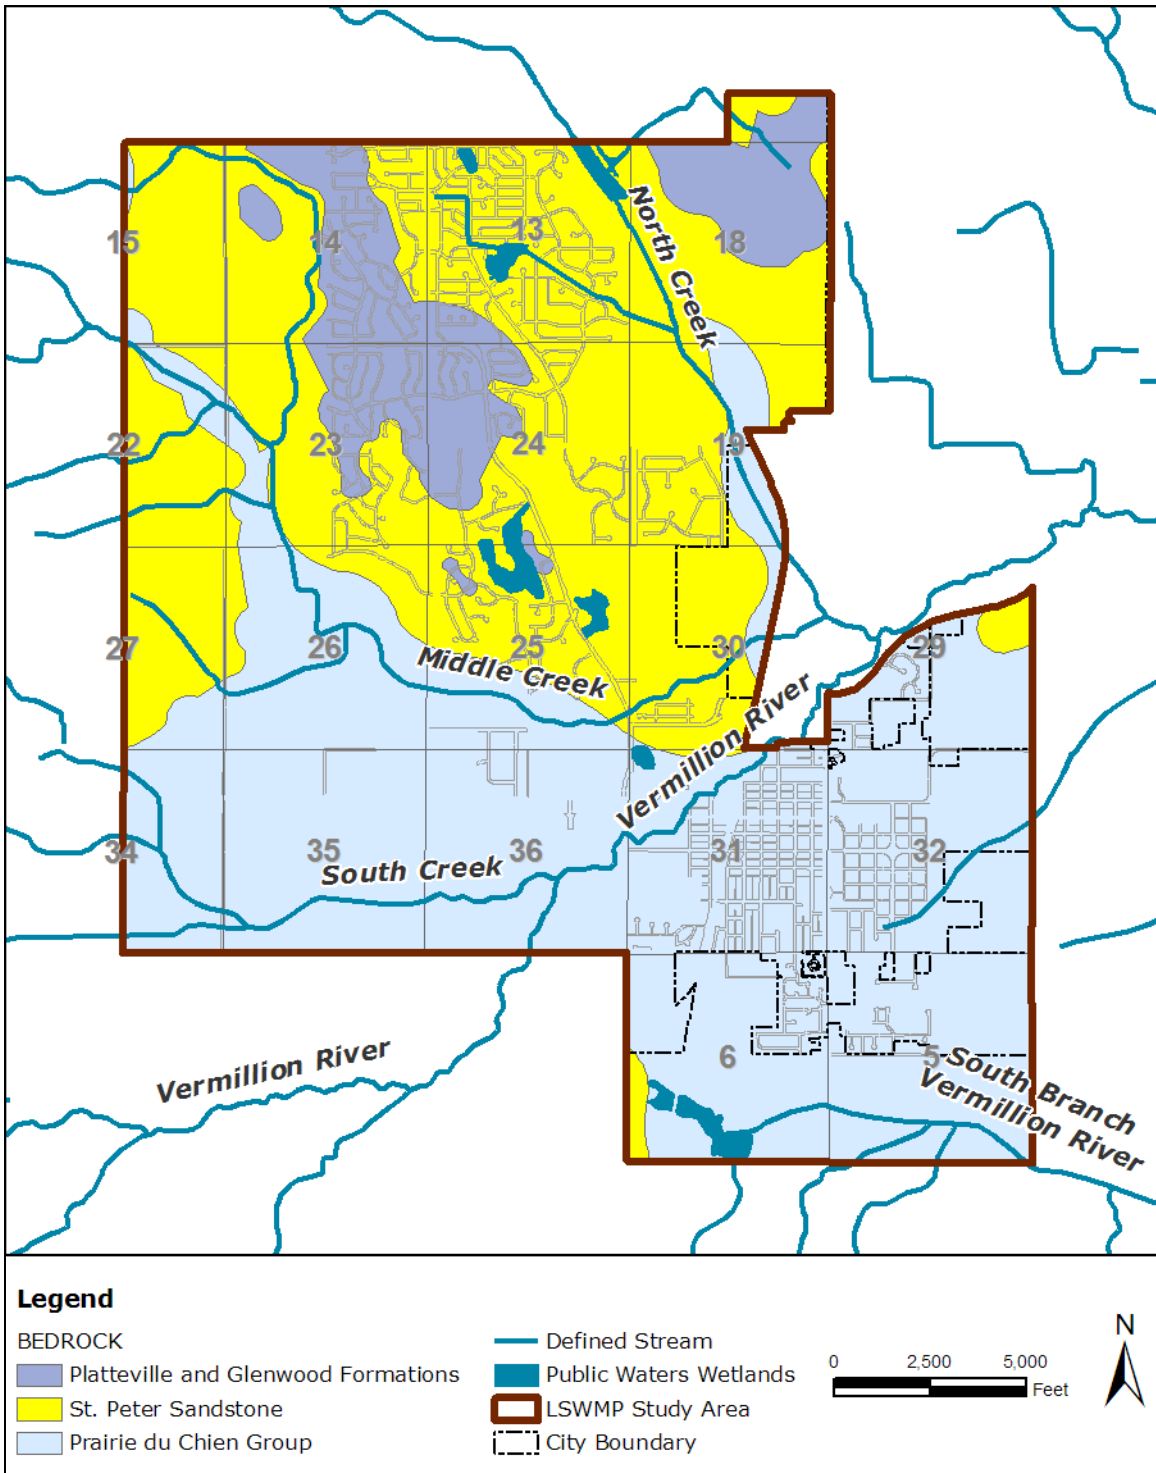 15
14
13
18
North Creek
22
23
24
19
27
26
25
30
29
Middle Creek
Vermillion River
34
35
36
31
32
South Creek
Vermillion River
6
5
South Branch
Vermillion River
Legend
BEDROCK
Platteville and Glenwood Formations
St. Peter Sandstone
Prairie du Chien Group
Defined Stream
Public Waters Wetlands
LSWMP Study Area
City Boundary
0 2,500 5,000
Feet
N